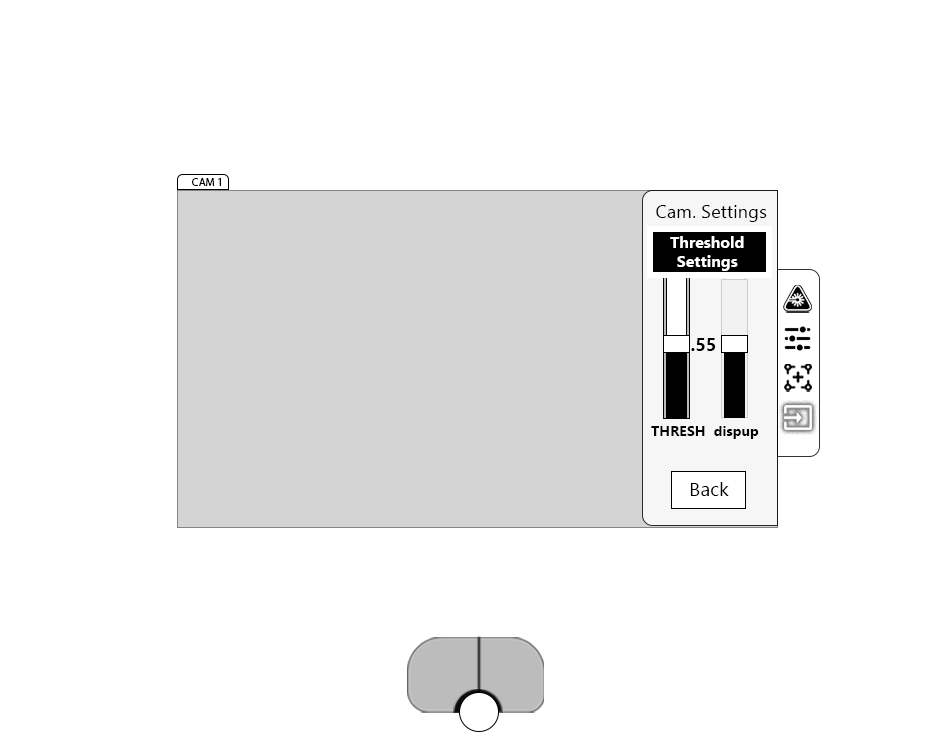 CAM 1
Cam. Settings
Threshold
Settings
.55
THRESH dispup
Back